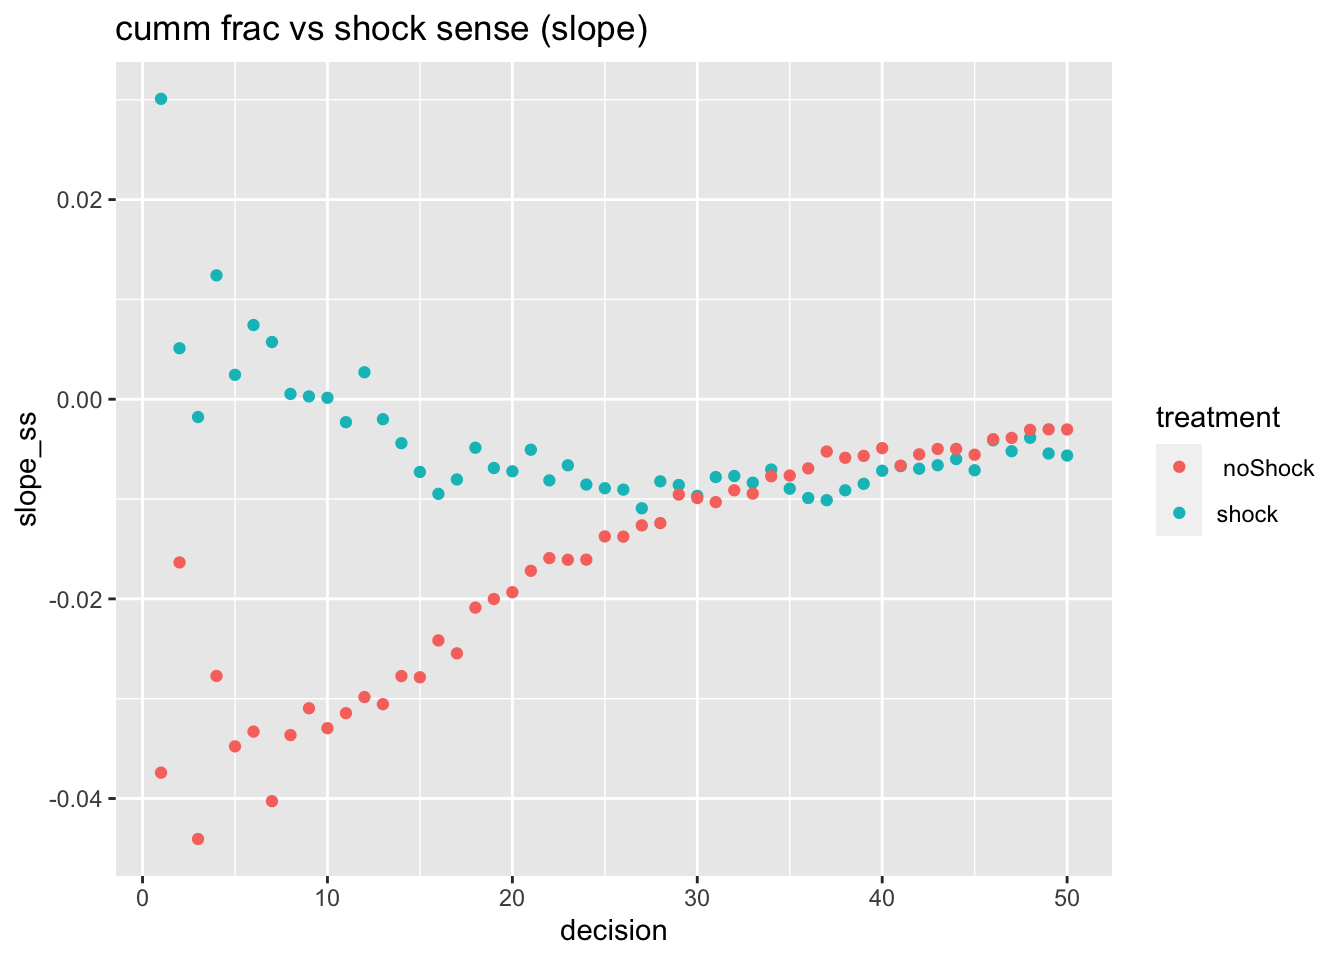 cumm frac vs shock sense (slope)
slope_ss
0.02
0.00
-0.02
-0.04
0 10 20 30 40 50
decision
treatment
noShock
shock